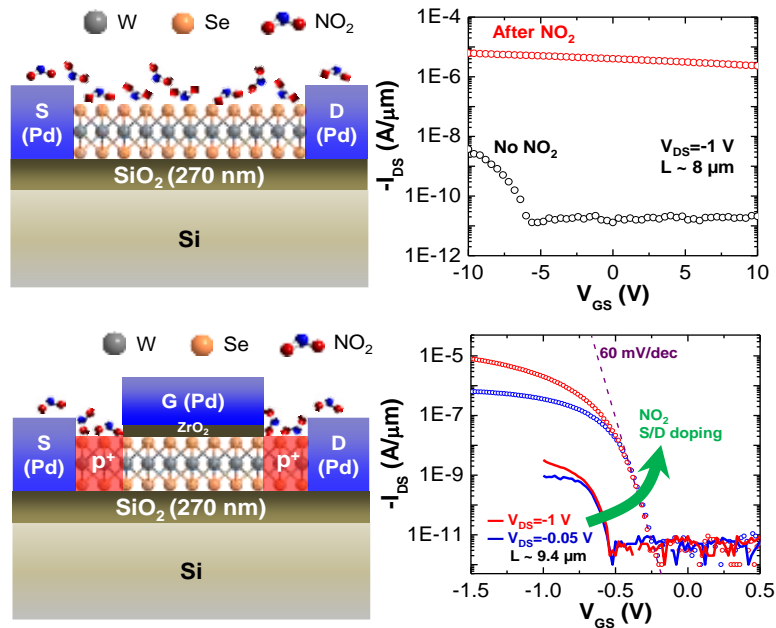 W Se NO2
S
(Pd)
D
(Pd)
SiO2 (270 nm)
Si
1E-4
1E-6
1E-8
1E-10
1E-12
-IDS (A/µm)
After NO2
No NO2
VDS=-1 V
L ~ 8 µm
-10 -5 0 5 10
VGS (V)
W Se NO2
G (Pd)
ZrO2
S
(Pd)
p+
p+
D
(Pd)
SiO2 (270 nm)
Si
1E-5
1E-7
1E-9
1E-11
-IDS (A/µm)
60 mV/dec
NO2
S/D doping
VDS=-1 V
VDS=-0.05 V
L ~ 9.4 µm
-1.5 -1.0 -0.5 0.0 0.5
VGS (V)